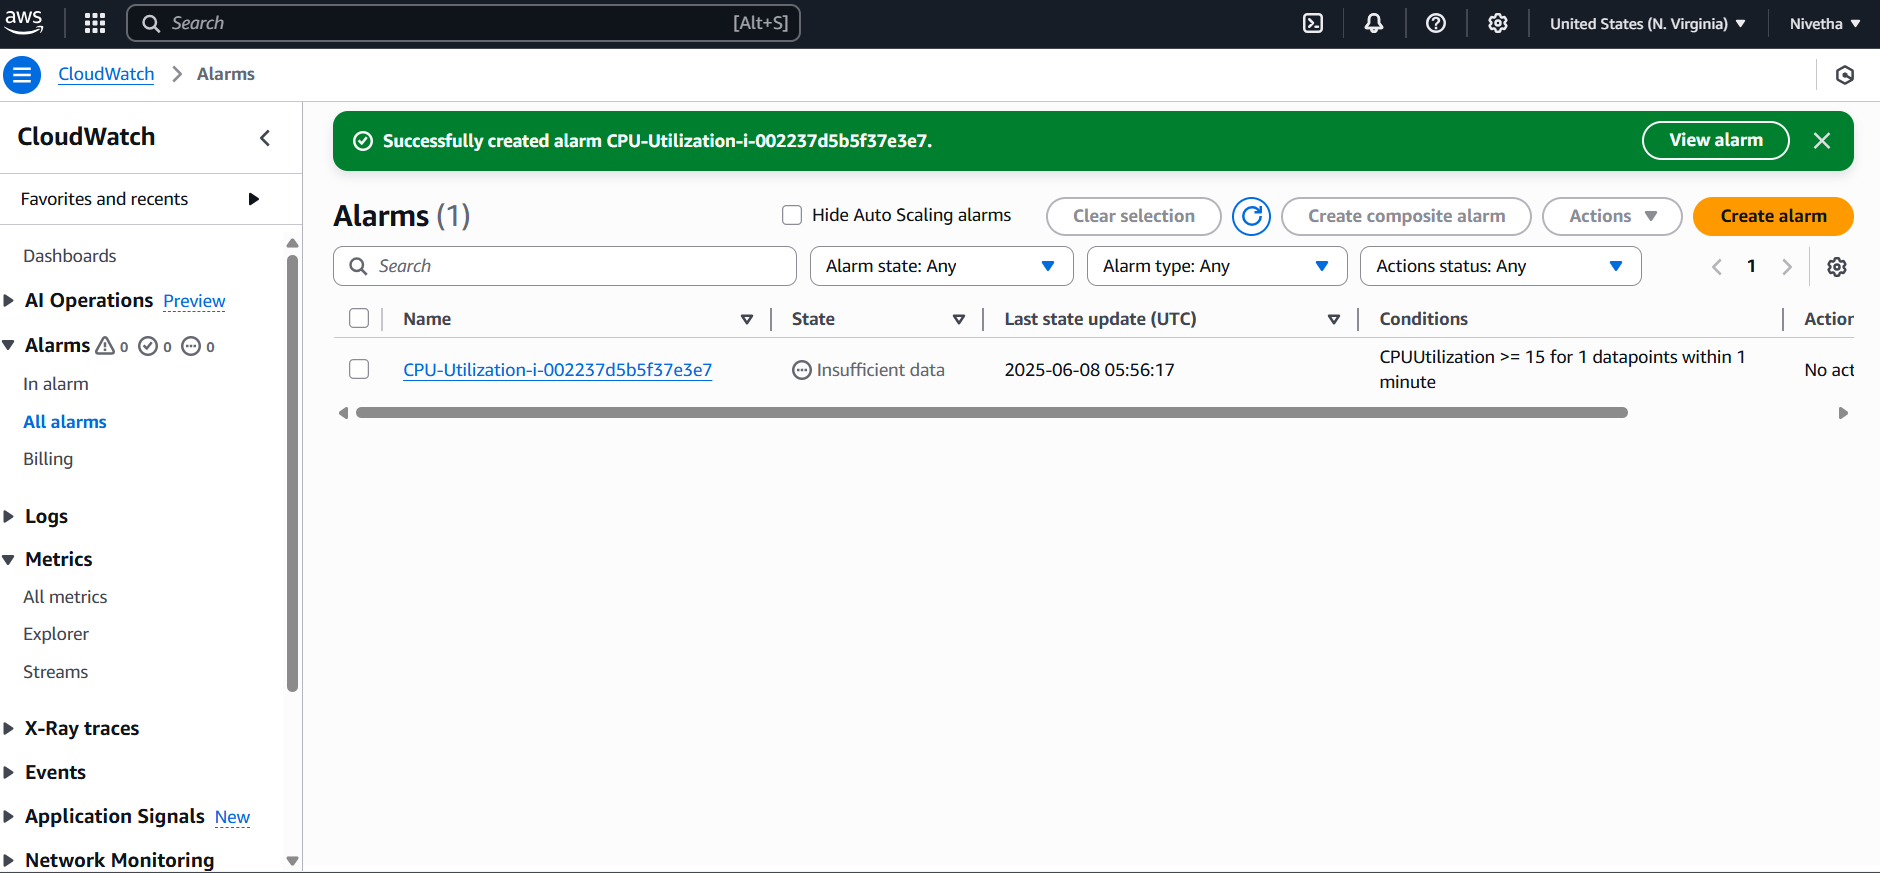 aws
Search [Alt+S]
United States (N. Virginia)
Nivetha
CloudWatch
Alarms
CloudWatch
Favorites and recents
Dashboards
AI Operations Preview
Alarms 0 0 0
In alarm
All alarms
Billing
Logs
Metrics
All metrics
Explorer
Streams
X-Ray traces
Events
Application Signals New
Network Monitoring
Successfully created alarm CPU-Utilization-i-002237d5b5f37e3e7.
View alarm
Alarms (1)
Hide Auto Scaling alarms
Clear selection
Create composite alarm
Actions
Create alarm
Search
Alarm state: Any
Alarm type: Any
Actions status: Any
1
Name State Last state update (UTC) Conditions Action
CPU-Utilization-i-002237d5b5f37e3e7 Insufficient data 2025-06-08 05:56:17 CPUUtilization >= 15 for 1 datapoints within 1
minute
No act